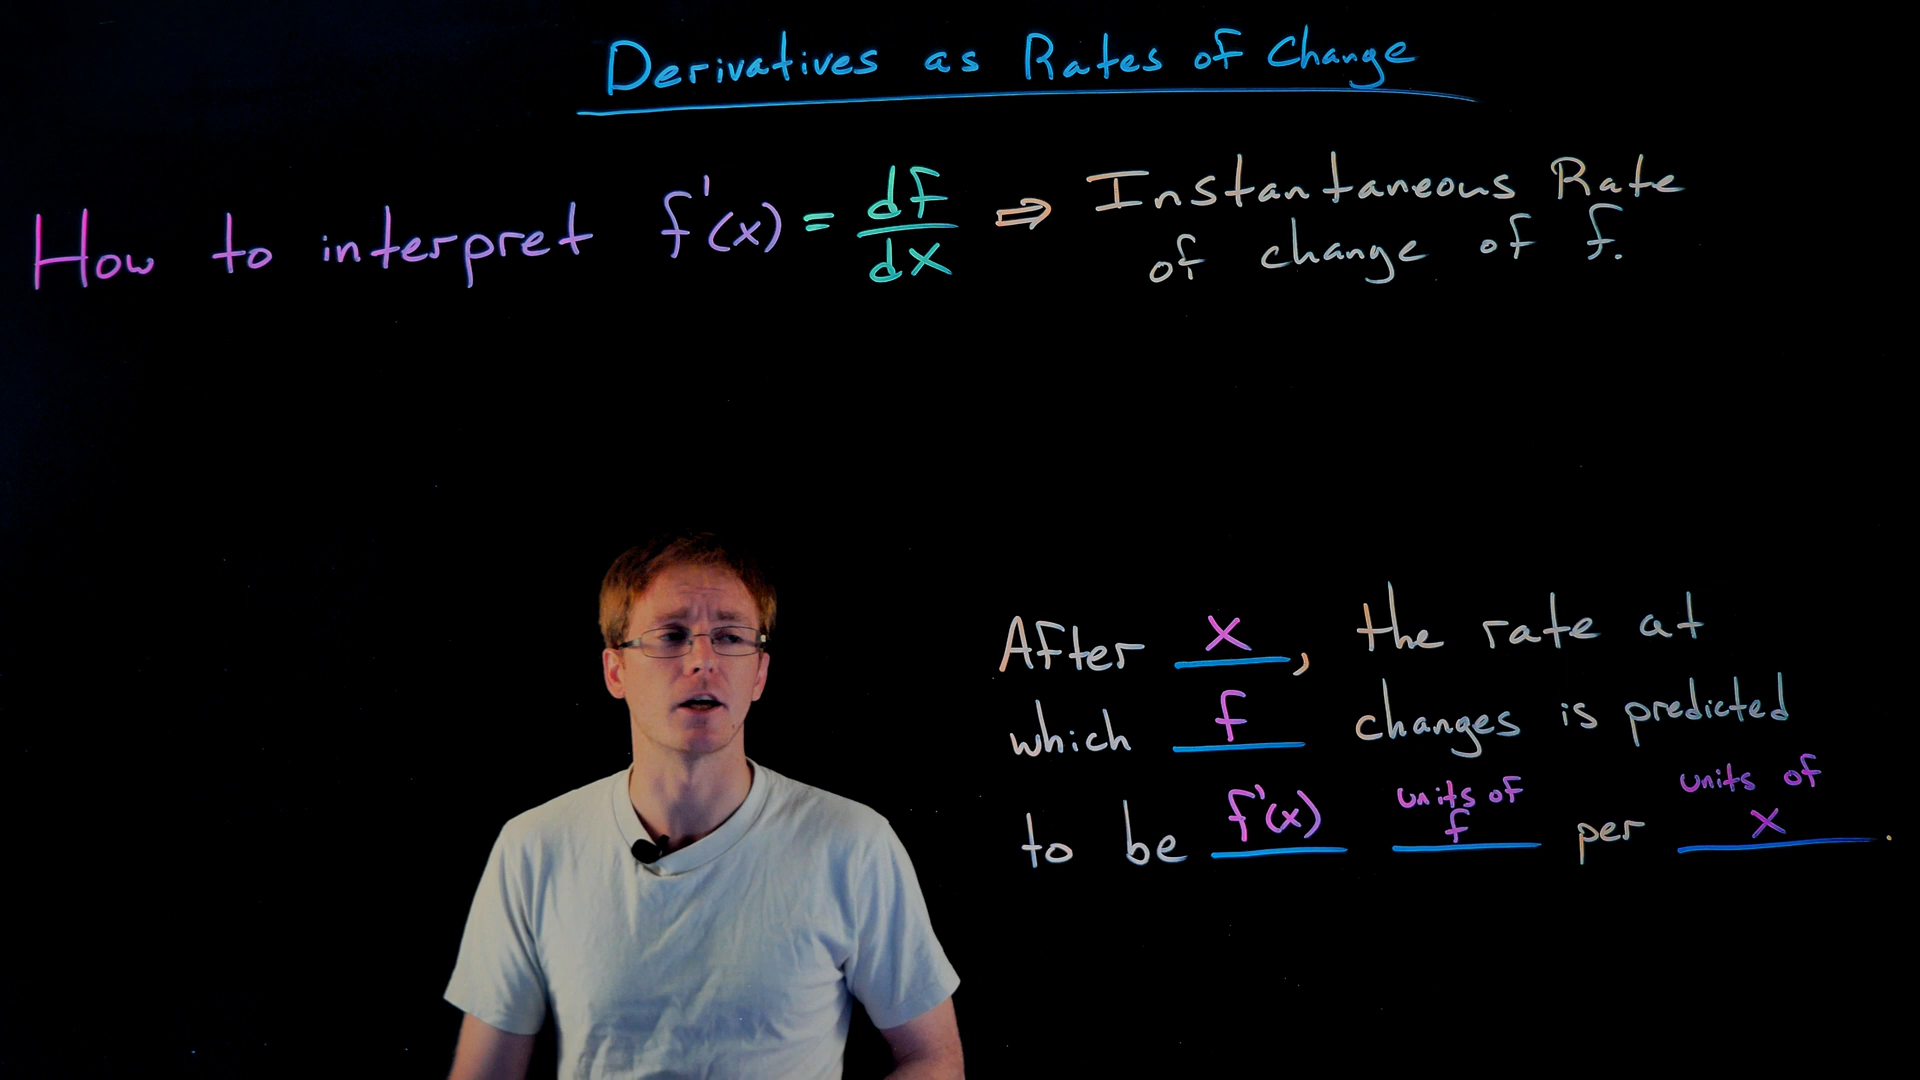 Derivatives as Rates of Change
How to interpret f'(x) = df/dx ⇒ Instantaneous Rate
of change of f.
After x, the rate at
which f changes is predicted
to be f'(x) units of f per units of x.